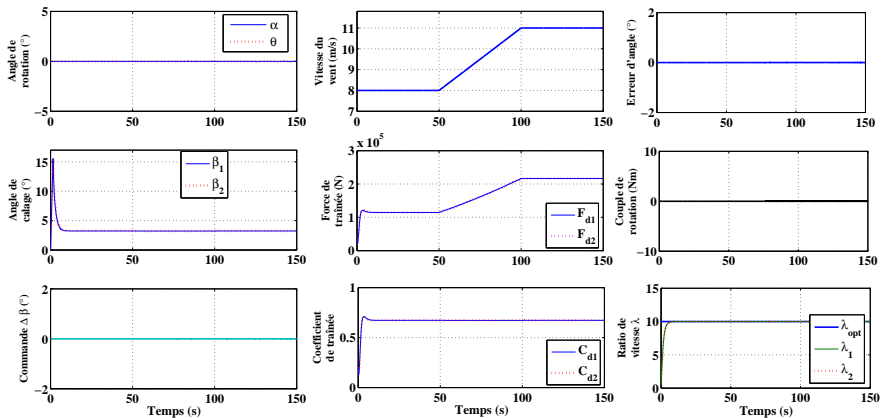 5
0
−5
0 50 100 150
Angle de
rotation (°)
α
θ
11
10
9
8
7
0 50 100 150
Vitesse du
vent (m/s)
2
0
−2
0 50 100 150
Erreur d'angle (°)
15
10
5
0
0 50 100 150
Angle de
calage (°)
β1
β2
x 10^5
3
2
1
0
0 50 100 150
Force de
traînée (N)
Fd1
Fd2
10
0
−10
0 50 100 150
Couple de
rotation (Nm)
2
0
−2
0 50 100 150
Commande Δ β (°)
Temps (s)
1
0.5
0
0 50 100 150
Coefficient
de traînée
Cd1
Cd2
Temps (s)
15
10
5
0
0 50 100 150
Ratio de
vitesse λ
λopt
λ1
λ2
Temps (s)